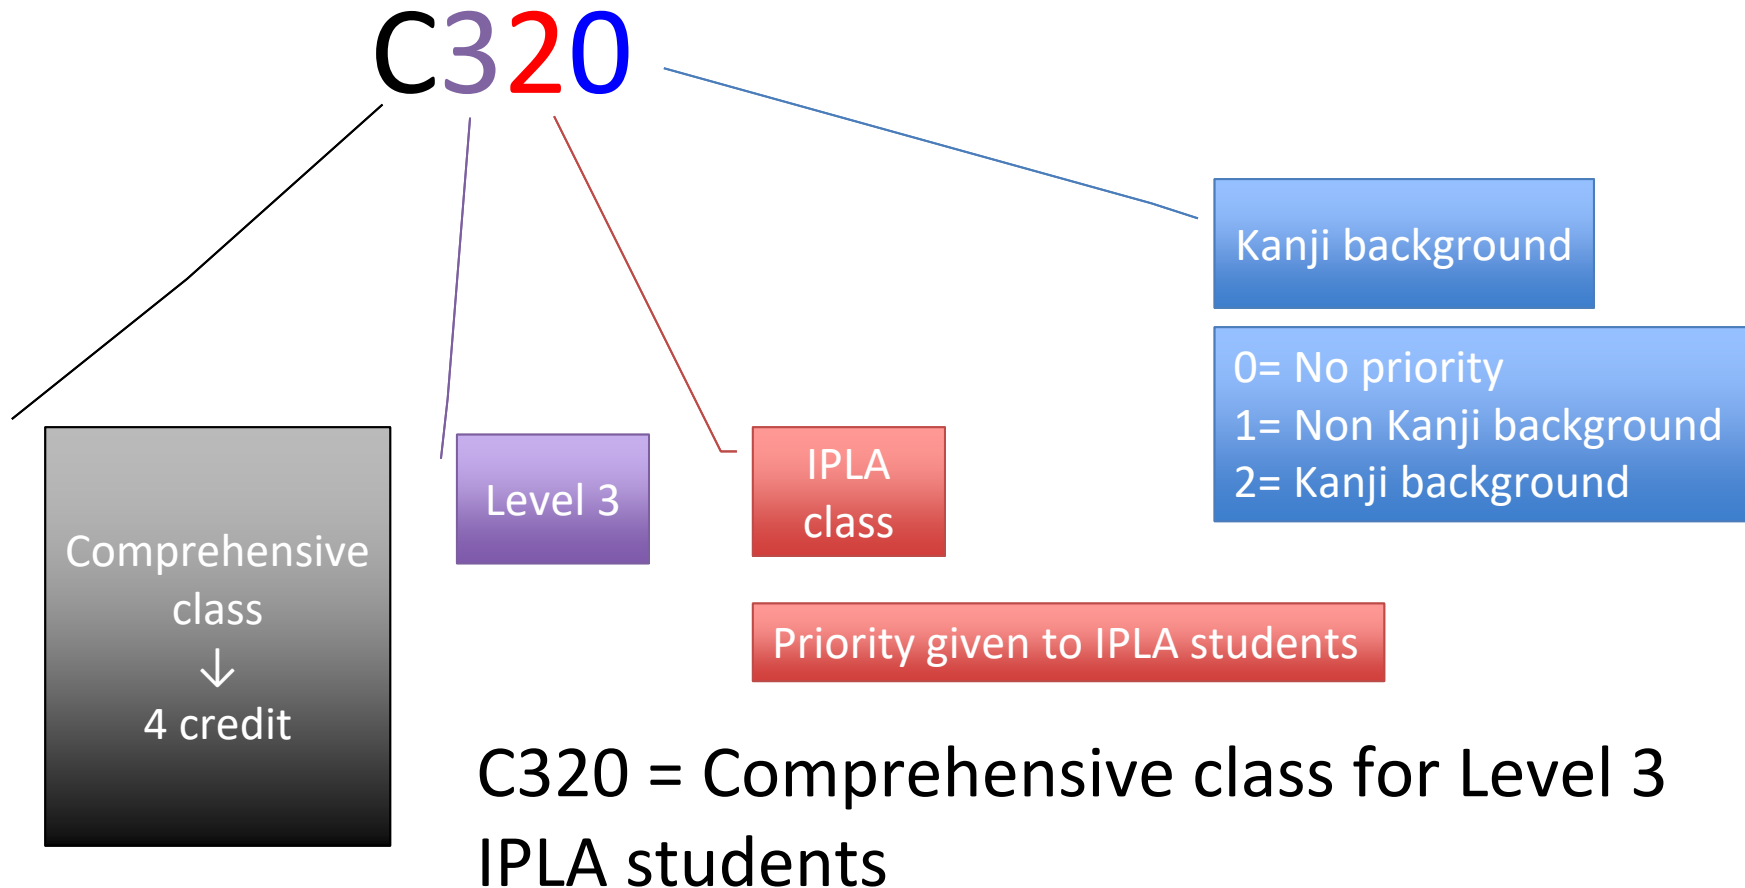 C320
Kanji background
0= No priority
1= Non Kanji background
2= Kanji background
Comprehensive
class
↓
4 credit
Level 3
IPLA
class
Priority given to IPLA students
C320 = Comprehensive class for Level 3
IPLA students